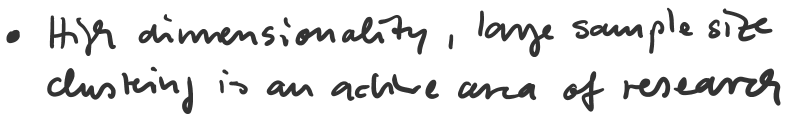 • High dimensionality, large sample size
clustering is an active area of research